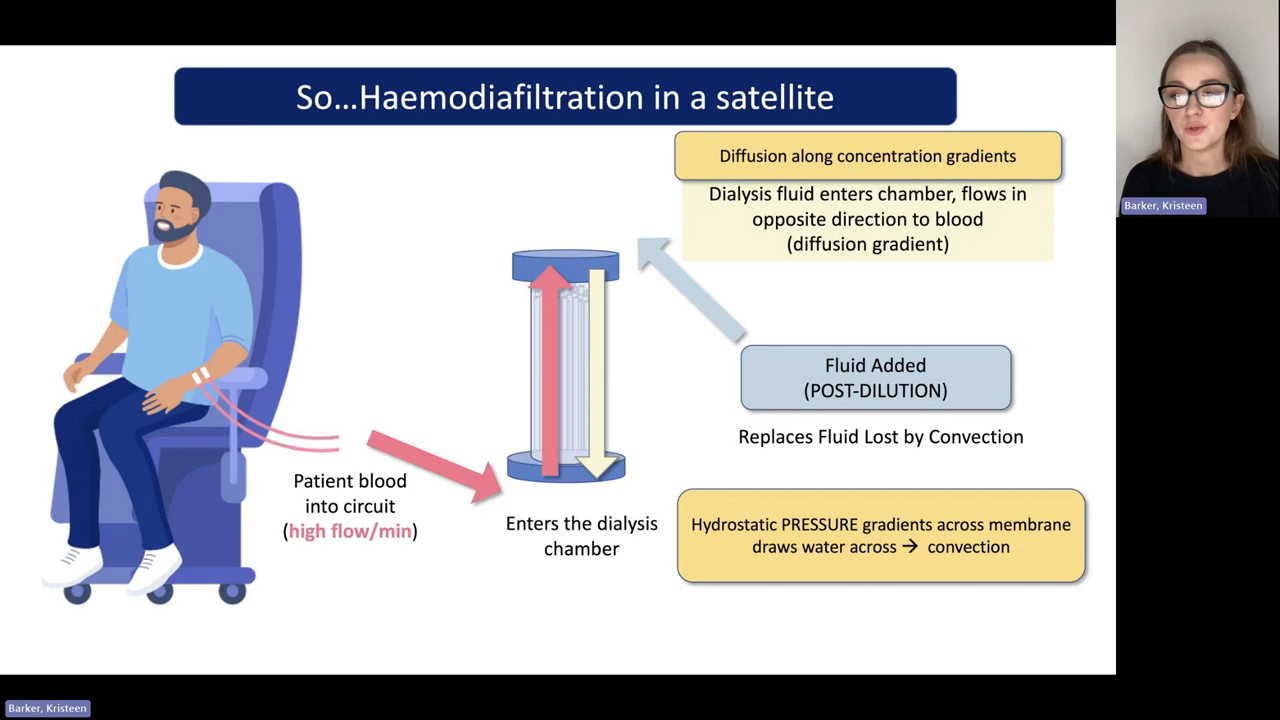 So...Haemodiafiltration in a satellite
Diffusion along concentration gradients
Dialysis fluid enters chamber, flows in
opposite direction to blood
(diffusion gradient)
Barker, Kristeen
Fluid Added
(POST-DILUTION)
Replaces Fluid Lost by Convection
Patient blood
into circuit
(high flow/min)
Enters the dialysis
chamber
Hydrostatic PRESSURE gradients across membrane
draws water across → convection
Barker, Kristeen